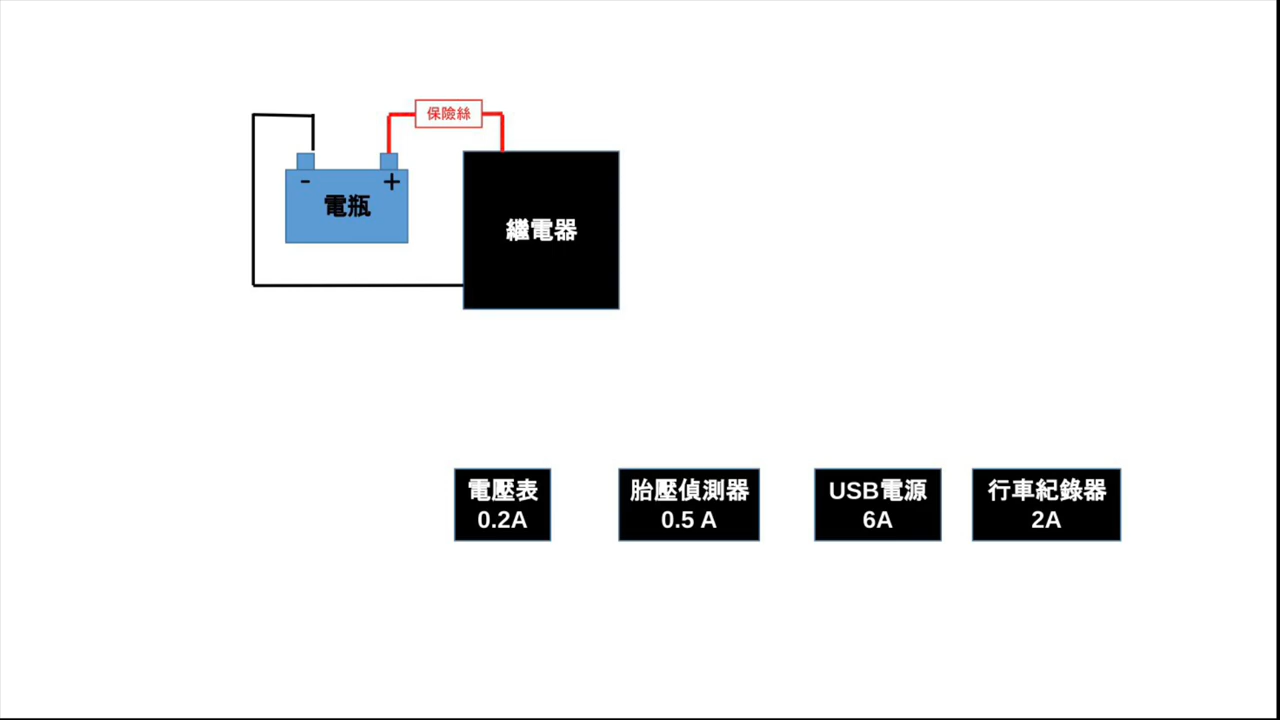 保險絲
- +
電瓶
繼電器
電壓表
0.2A
胎壓偵測器
0.5 A
USB電源
6A
行車紀錄器
2A